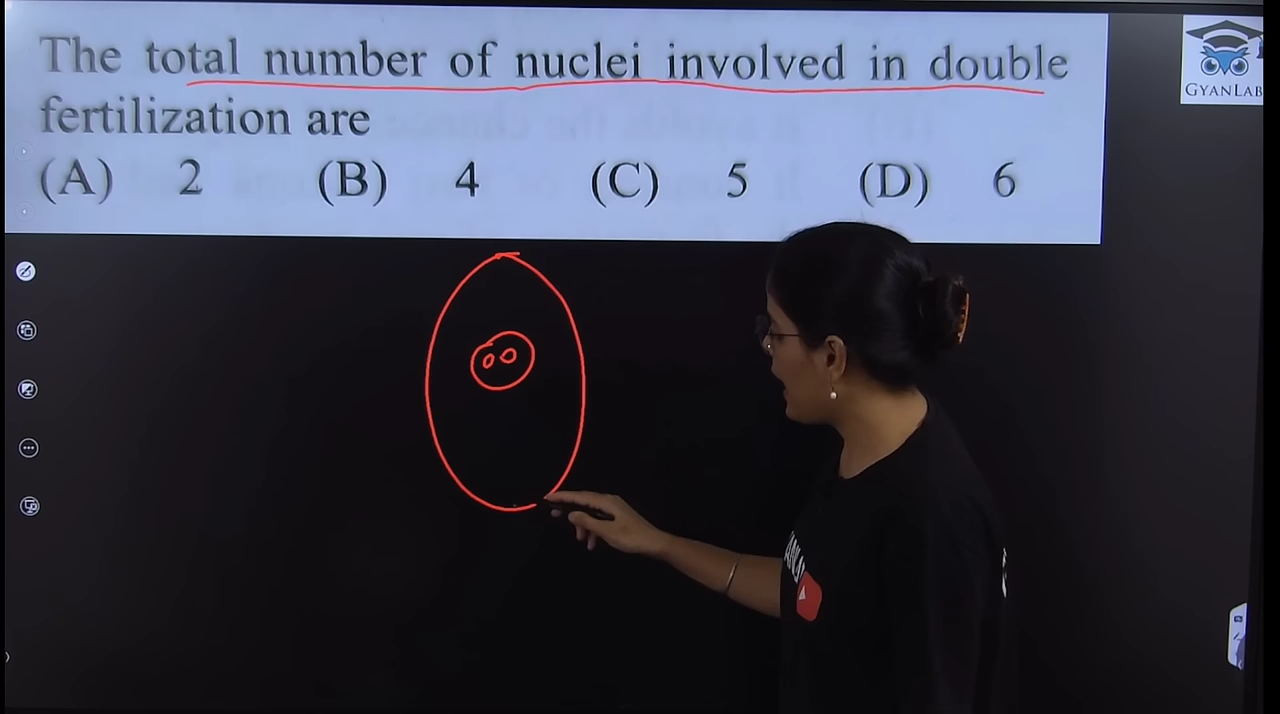 The total number of nuclei involved in double
fertilization are
(A) 2 (B) 4 (C) 5 (D) 6
GYANLAB